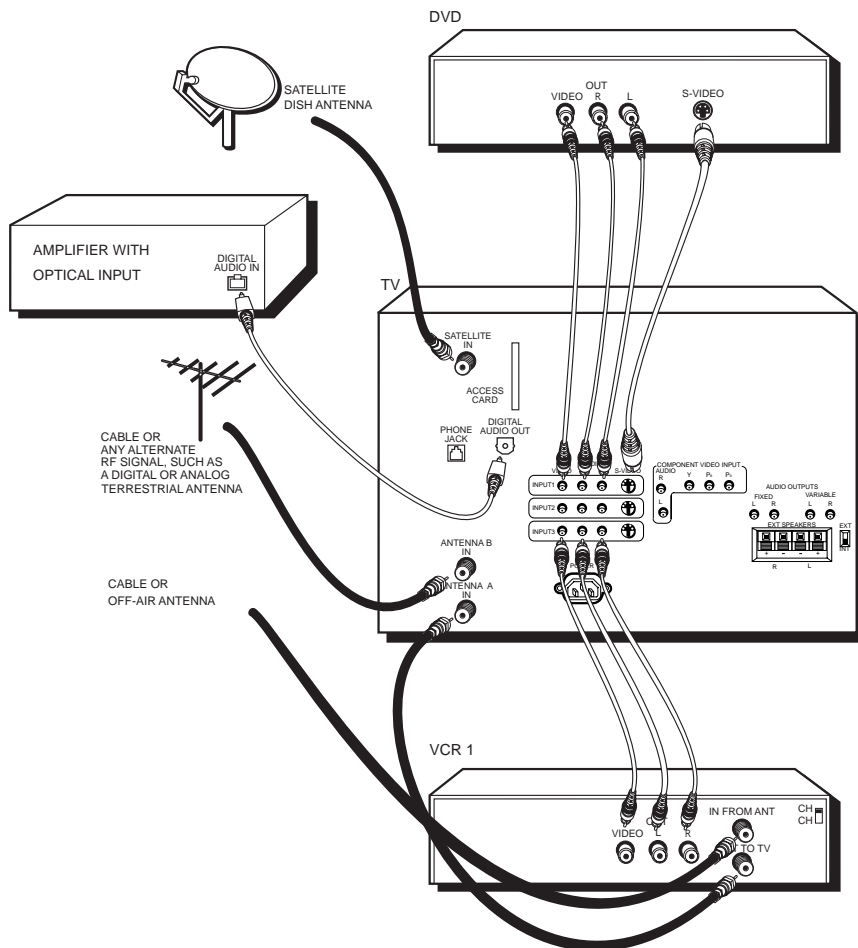 DVD
SATELLITE
DISH ANTENNA
OUT
VIDEO R L
S-VIDEO
AMPLIFIER WITH
OPTICAL INPUT
DIGITAL
AUDIO IN
TV
SATELLITE
IN
ACCESS
CARD
PHONE
JACK
DIGITAL
AUDIO OUT
CABLE OR
ANY ALTERNATE
RF SIGNAL, SUCH AS
A DIGITAL OR ANALOG
TERRESTRIAL ANTENNA
S-VIDEO
INPUT1
INPUT2
INPUT3
COMPONENT VIDEO INPUT
AUDIO
R Y
L
AUDIO OUTPUTS
FIXED VARIABLE
L R L R
EXT SPEAKERS
+ - - +
R L
EXT
INT
ANTENNA B
IN
ANTENNA A
IN
CABLE OR
OFF-AIR ANTENNA
VCR 1
VIDEO L R
IN FROM ANT
TO TV
CH
CH